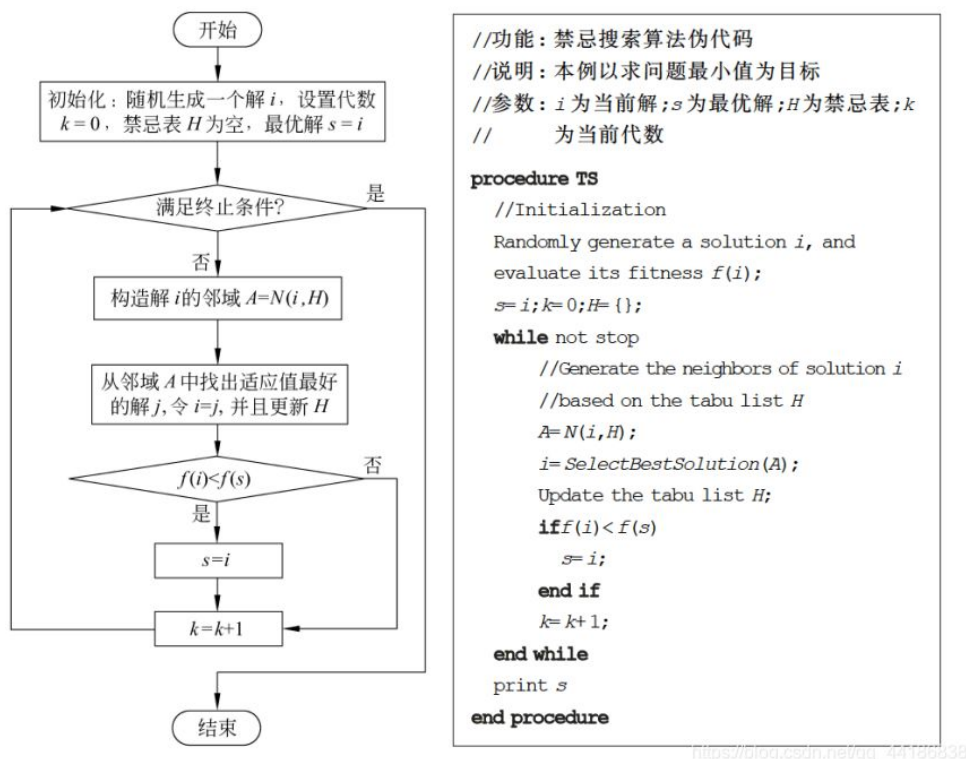 开始
初始化：随机生成一个解 i，设置代数
k = 0，禁忌表 H 为空，最优解 s = i
满足终止条件?
是
否
构造解 i的邻域 A=N(i,H)
从邻域 A 中找出适应值最好
的解 j,令 i=j, 并且更新 H
f(i)<f(s)
否
是
s=i
k=k+1
结束
//功能：禁忌搜索算法伪代码
//说明：本例以求问题最小值为目标
//参数：i 为当前解;s 为最优解;H 为禁忌表;k
// 为当前代数
procedure TS
//Initialization
Randomly generate a solution i, and
evaluate its fitness f(i);
s=i;k=0;H={};
while not stop
//Generate the neighbors of solution i
//based on the tabu list H
A=N(i,H);
i=SelectBestSolution(A);
Update the tabu list H;
iff(i)<f(s)
s=i;
end if
k=k+1;
end while
print s
end procedure
https://blog.csdn.net/qq_44186838